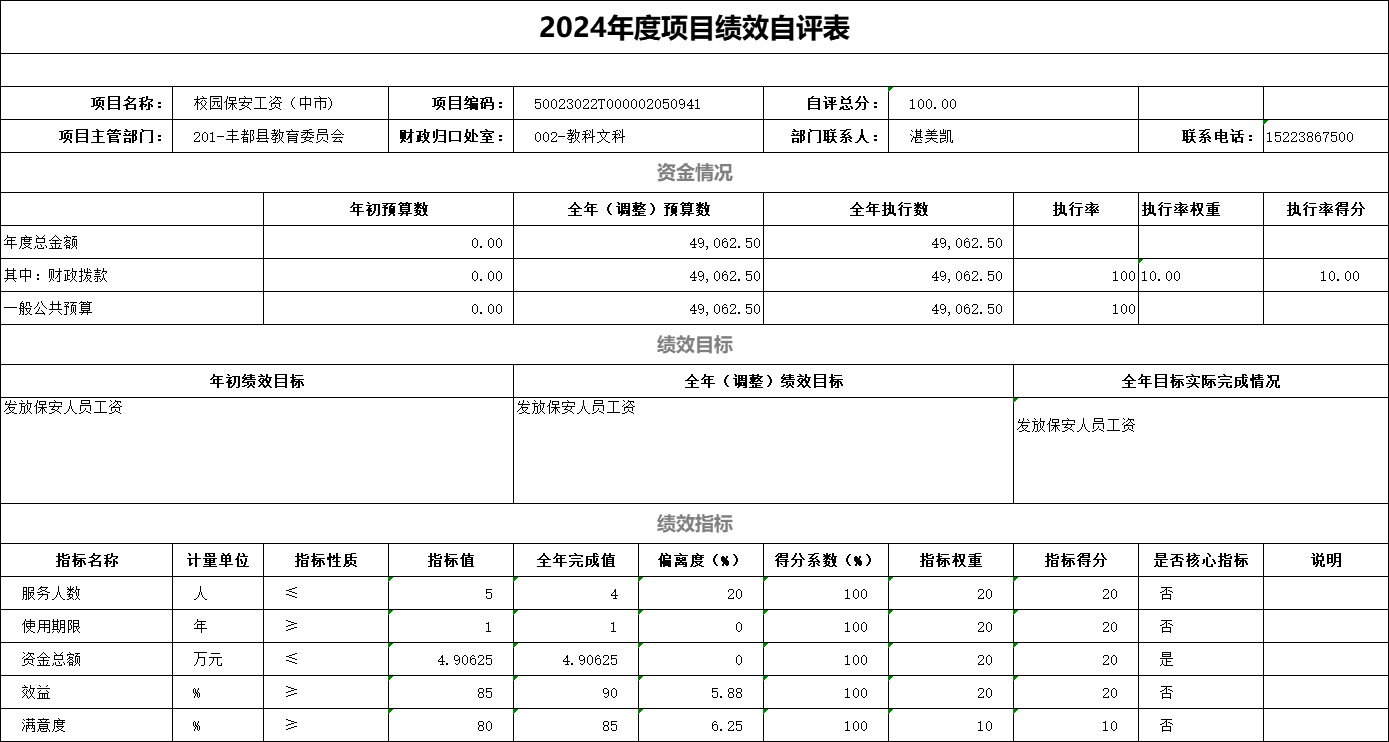 2024年度项目绩效自评表
项目名称： 校园保安工资（中市） 项目编码： 50023022T000002050941 自评总分： 100.00
项目主管部门： 201-丰都县教育委员会 财政归口处室： 002-教科文科 部门联系人： 湛美凯 联系电话： 15223867500
资金情况
年初预算数 全年（调整）预算数 全年执行数 执行率 执行率权重 执行率得分
年度总金额 0.00 49,062.50 49,062.50
其中：财政拨款 0.00 49,062.50 49,062.50 100 10.00 10.00
一般公共预算 0.00 49,062.50 49,062.50 100
绩效目标
年初绩效目标 全年（调整）绩效目标 全年目标实际完成情况
发放保安人员工资 发放保安人员工资 发放保安人员工资
绩效指标
指标名称 计量单位 指标性质 指标值 全年完成值 偏离度（%） 得分系数（%） 指标权重 指标得分 是否核心指标 说明
服务人数 人 ≤ 5 4 20 100 20 20 否
使用期限 年 ≥ 1 1 0 100 20 20 否
资金总额 万元 ≤ 4.90625 4.90625 0 100 20 20 是
效益 % ≥ 85 90 5.88 100 20 20 否
满意度 % ≥ 80 85 6.25 100 10 10 否